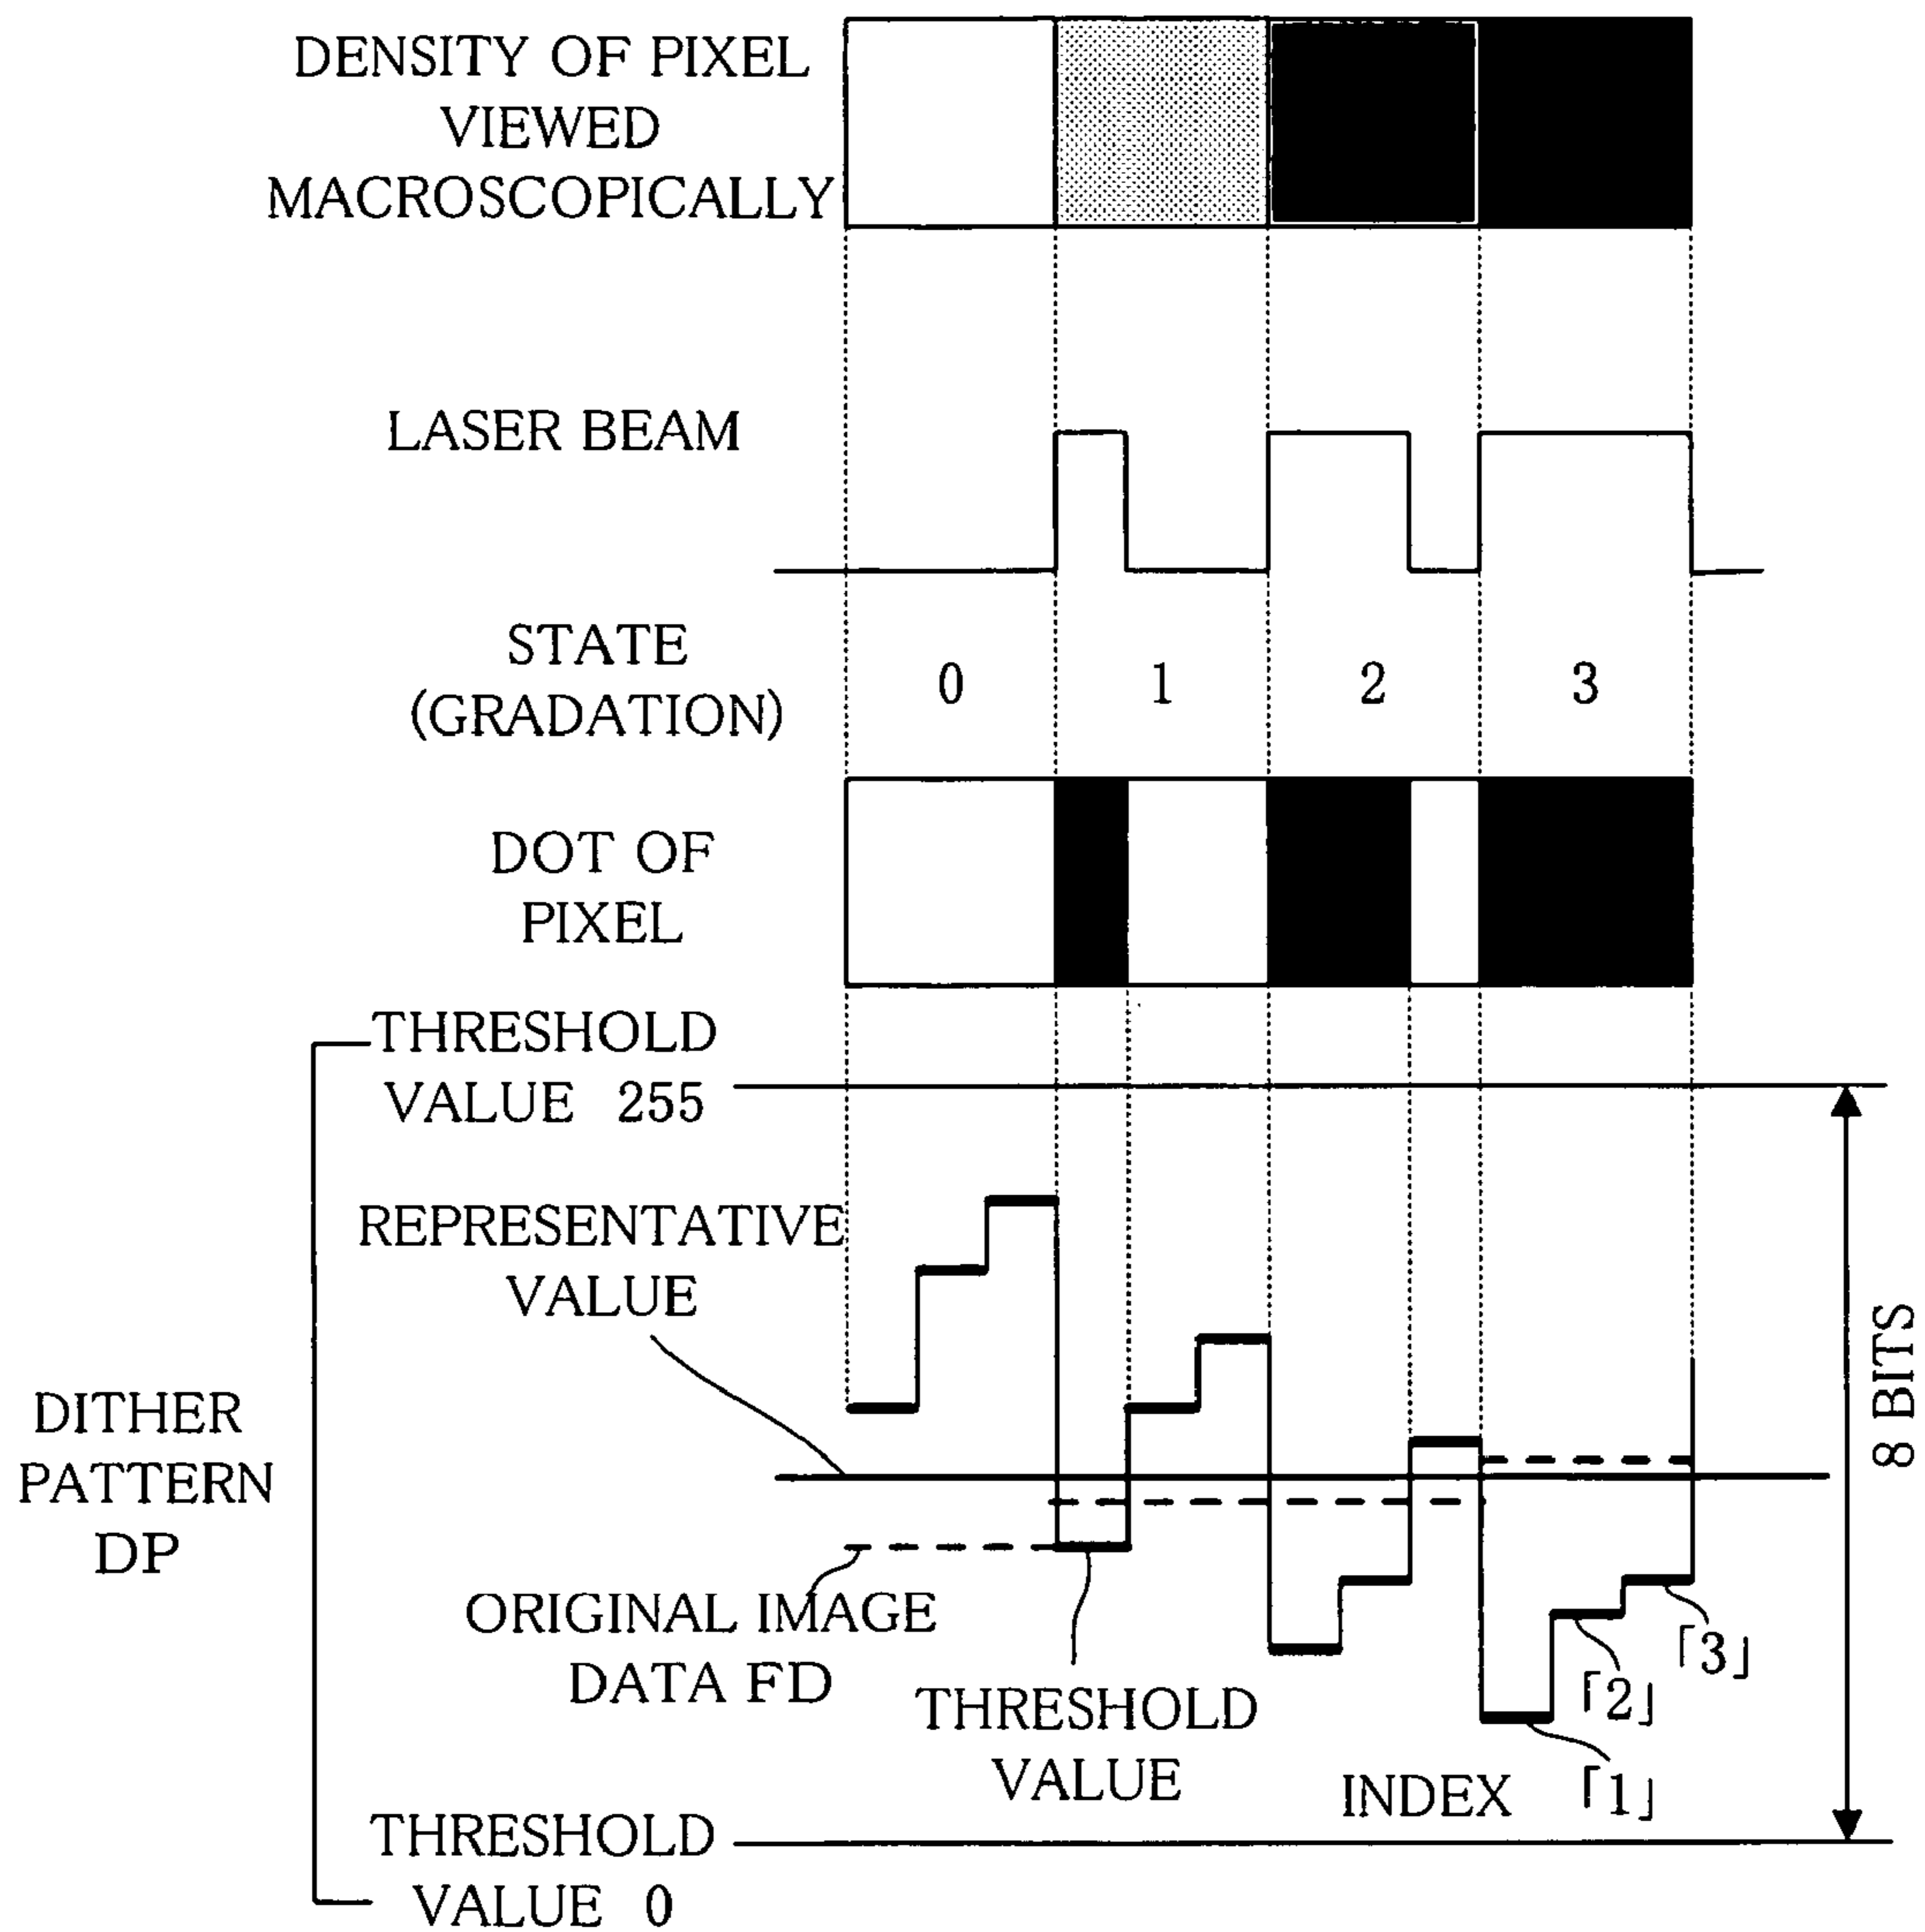 DENSITY OF PIXEL
VIEWED
MACROSCOPICALLY
LASER BEAM
STATE
(GRADATION)
0 1 2 3
DOT OF
PIXEL
THRESHOLD
VALUE 255
REPRESENTATIVE
VALUE
8 BITS
DITHER
PATTERN
DP
ORIGINAL IMAGE
DATA FD
THRESHOLD
VALUE
「3」
「2」
INDEX 「1」
THRESHOLD
VALUE 0